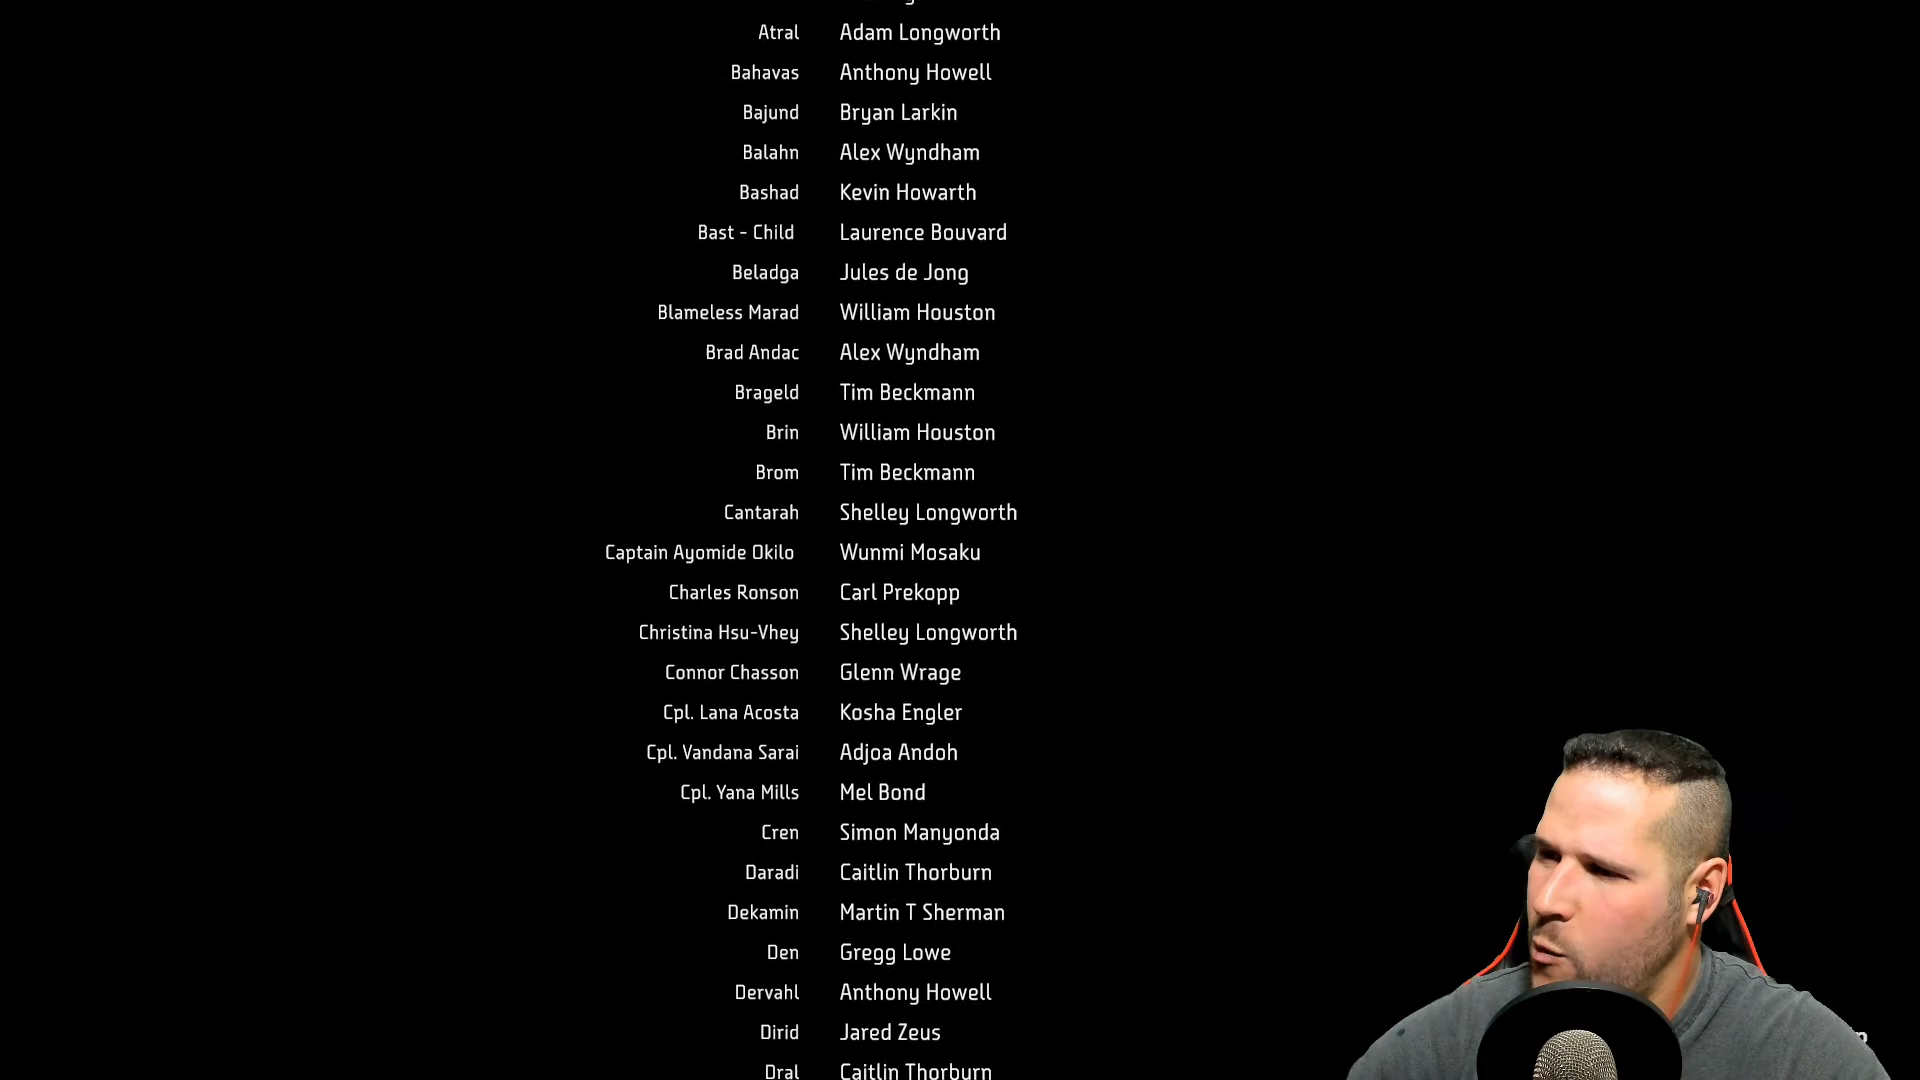 Atral Adam Longworth
Bahavas Anthony Howell
Bajund Bryan Larkin
Balahn Alex Wyndham
Bashad Kevin Howarth
Bast - Child Laurence Bouvard
Beladga Jules de Jong
Blameless Marad William Houston
Brad Andac Alex Wyndham
Brageld Tim Beckmann
Brin William Houston
Brom Tim Beckmann
Cantarah Shelley Longworth
Captain Ayomide Okilo Wunmi Mosaku
Charles Ronson Carl Prekopp
Christina Hsu-Vhey Shelley Longworth
Connor Chasson Glenn Wrage
Cpl. Lana Acosta Kosha Engler
Cpl. Vandana Sarai Adjoa Andoh
Cpl. Yana Mills Mel Bond
Cren Simon Manyonda
Daradi Caitlin Thorburn
Dekamin Martin T Sherman
Den Gregg Lowe
Dervahl Anthony Howell
Dirid Jared Zeus
Dral Caitlin Thorburn